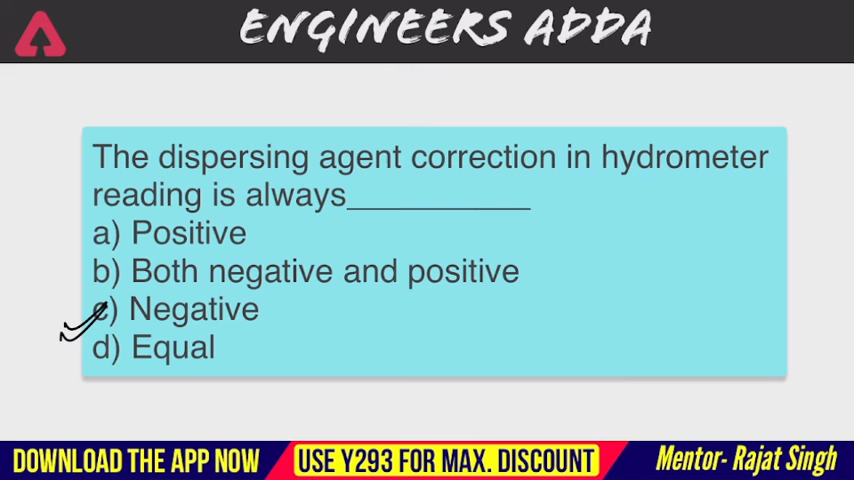 ENGINEERS ADDA
The dispersing agent correction in hydrometer
reading is always___________
a) Positive
b) Both negative and positive
c) Negative
d) Equal
DOWNLOAD THE APP NOW
USE Y293 FOR MAX. DISCOUNT
Mentor- Rajat Singh